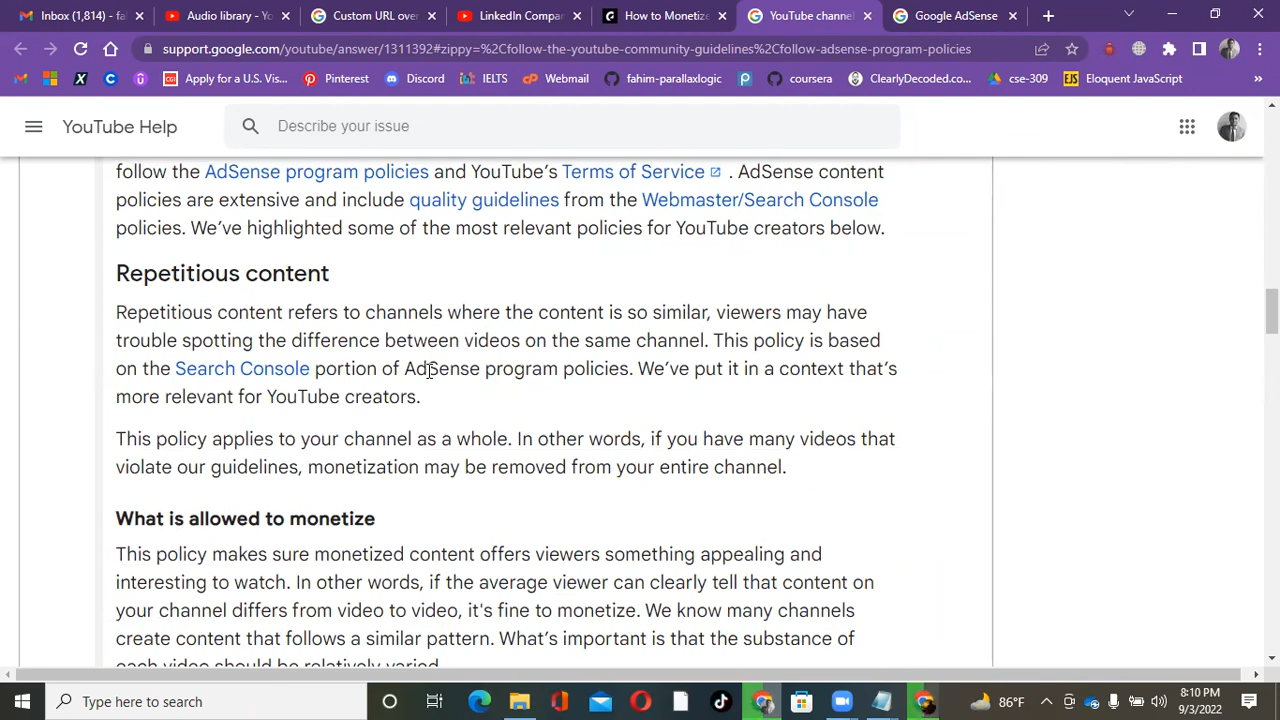 Inbox (1,814) - fal
Audio library - Yo
Custom URL over
LinkedIn Compan
How to Monetize
YouTube channel
Google AdSense
support.google.com/youtube/answer/1311392#zippy=%2Cfollow-the-youtube-community-guidelines%2Cfollow-adsense-program-policies
Apply for a U.S. Vis...
Pinterest
Discord
IELTS
Webmail
fahim-parallaxlogic
coursera
ClearlyDecoded.co...
cse-309
EJS
Eloquent JavaScript
YouTube Help
Describe your issue
follow the AdSense program policies and YouTube's Terms of Service . AdSense content
policies are extensive and include quality guidelines from the Webmaster/Search Console
policies. We've highlighted some of the most relevant policies for YouTube creators below.
Repetitious content
Repetitious content refers to channels where the content is so similar, viewers may have
trouble spotting the difference between videos on the same channel. This policy is based
on the Search Console portion of AdSense program policies. We've put it in a context that's
more relevant for YouTube creators.
This policy applies to your channel as a whole. In other words, if you have many videos that
violate our guidelines, monetization may be removed from your entire channel.
What is allowed to monetize
This policy makes sure monetized content offers viewers something appealing and
interesting to watch. In other words, if the average viewer can clearly tell that content on
your channel differs from video to video, it's fine to monetize. We know many channels
create content that follows a similar pattern. What's important is that the substance of
each video should be relatively varied.
Type here to search
86°F
8:10 PM
9/3/2022